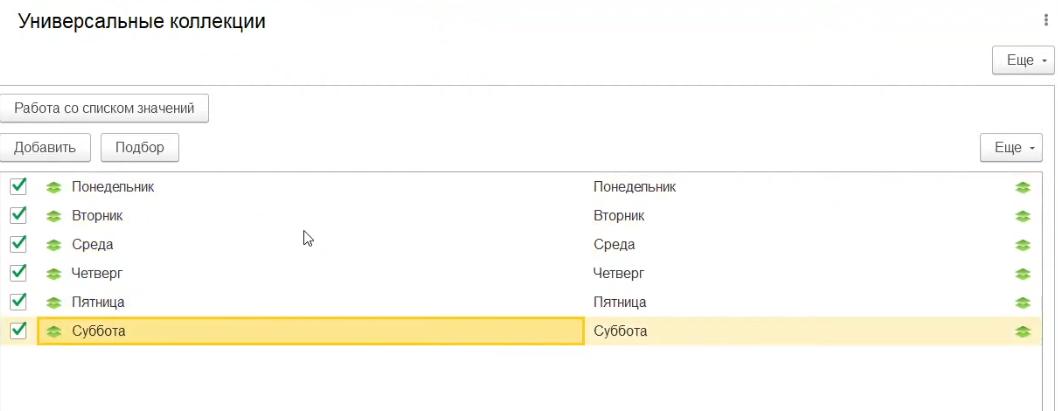 Универсальные коллекции
Еще
Работа со списком значений
Добавить Подбор Еще
Понедельник Понедельник
Вторник Вторник
Среда Среда
Четверг Четверг
Пятница Пятница
Суббота Суббота